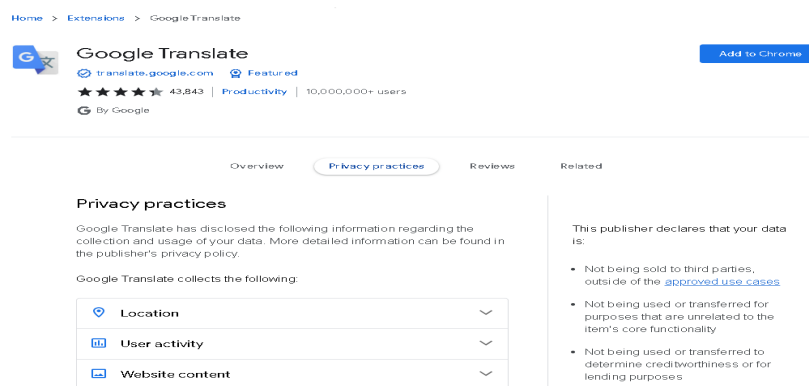 Home > Extensions > Google Translate
Google Translate
Add to Chrome
translate.google.com Featured
43,843 | Productivity | 10,000,000+ users
By Google
Overview Privacy practices Reviews Related
Privacy practices
Google Translate has disclosed the following information regarding the
collection and usage of your data. More detailed information can be found in
the publisher's privacy policy.
Google Translate collects the following:
Location
User activity
Website content
This publisher declares that your data
is:
• Not being sold to third parties,
outside of the approved use cases
• Not being used or transferred for
purposes that are unrelated to the
item's core functionality
• Not being used or transferred to
determine creditworthiness or for
lending purposes